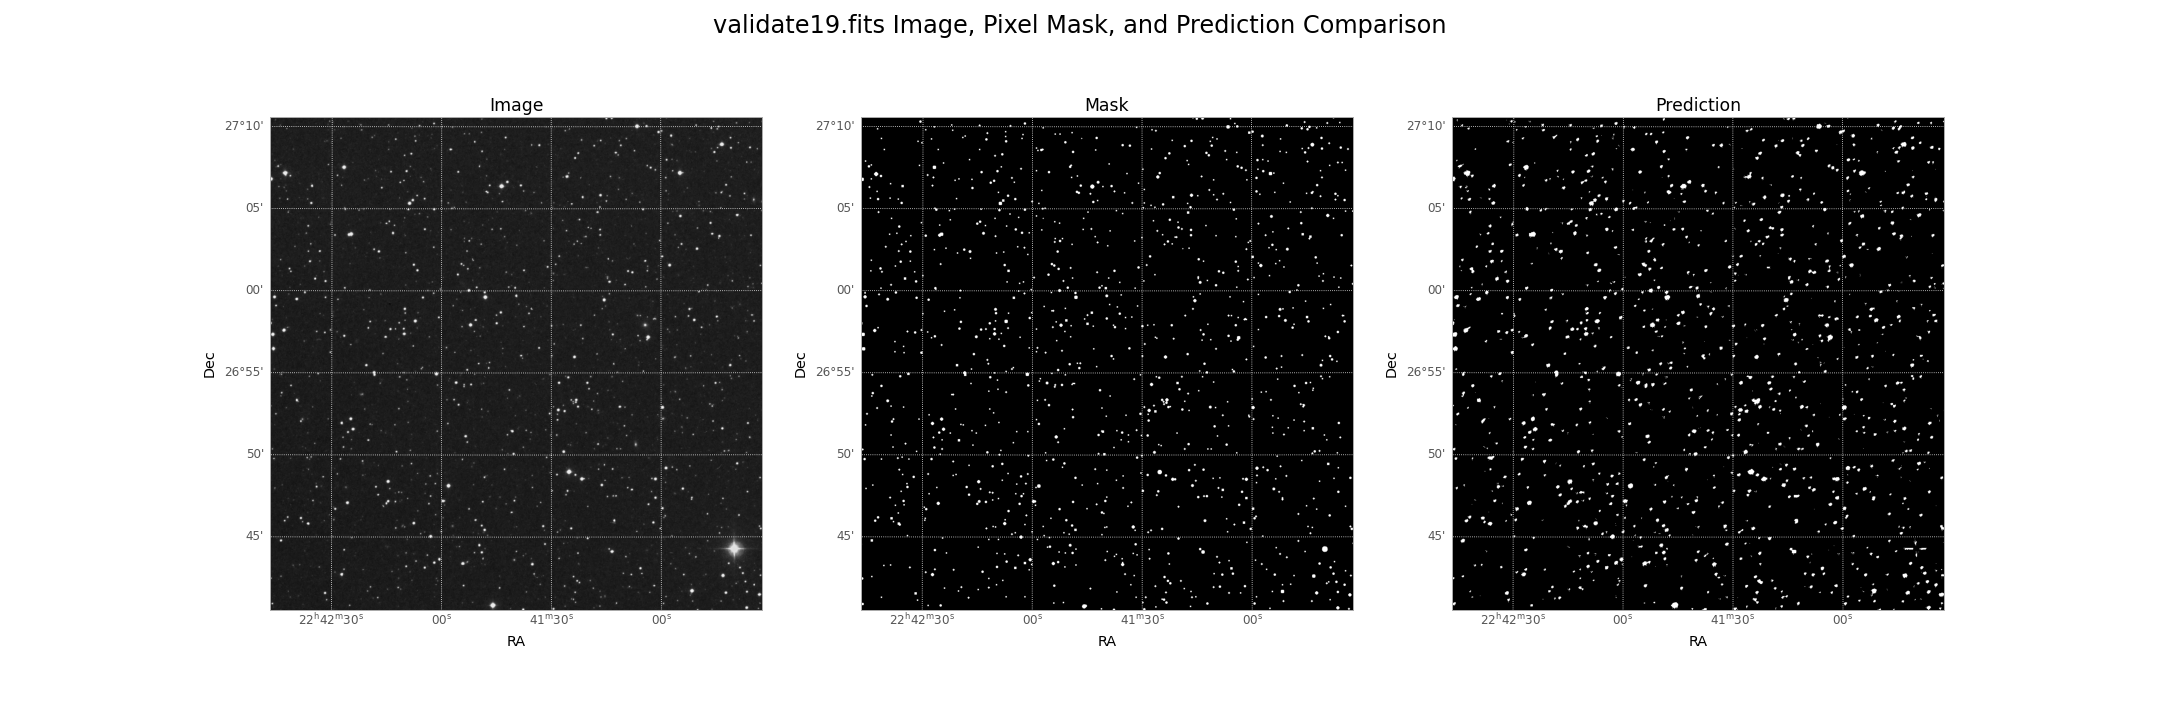 validate19.fits Image, Pixel Mask, and Prediction Comparison
Image
27°10'
05'
00'
26°55'
50'
45'
Dec
22ʰ42ᵐ30ˢ
00ˢ
41ᵐ30ˢ
00ˢ
RA
Mask
27°10'
05'
00'
26°55'
50'
45'
Dec
22ʰ42ᵐ30ˢ
00ˢ
41ᵐ30ˢ
00ˢ
RA
Prediction
27°10'
05'
00'
26°55'
50'
45'
Dec
22ʰ42ᵐ30ˢ
00ˢ
41ᵐ30ˢ
00ˢ
RA